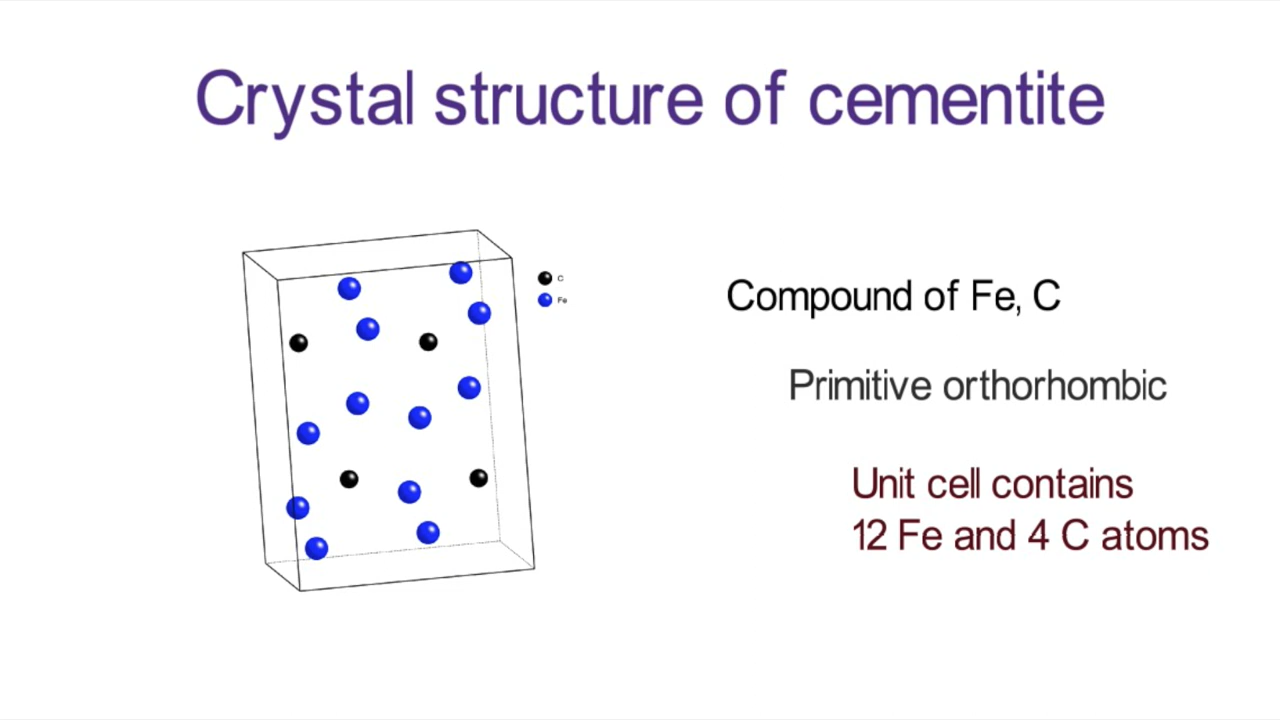 Crystal structure of cementite
C
Fe
Compound of Fe, C
Primitive orthorhombic
Unit cell contains
12 Fe and 4 C atoms